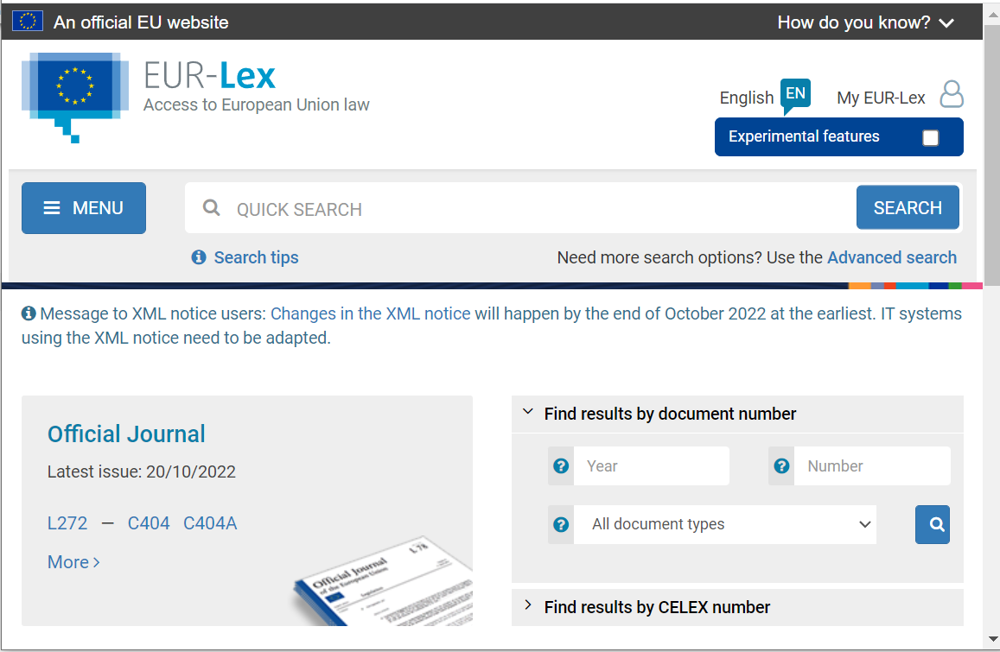 An official EU website How do you know?
EUR-Lex
Access to European Union law
English EN My EUR-Lex
Experimental features
MENU QUICK SEARCH SEARCH
Search tips Need more search options? Use the Advanced search
Message to XML notice users: Changes in the XML notice will happen by the end of October 2022 at the earliest. IT systems
using the XML notice need to be adapted.
Official Journal
Latest issue: 20/10/2022
L272 — C404 C404A
More
L 78
Official Journal
of the European Union
Legislation
Find results by document number
Year Number
All document types
Find results by CELEX number